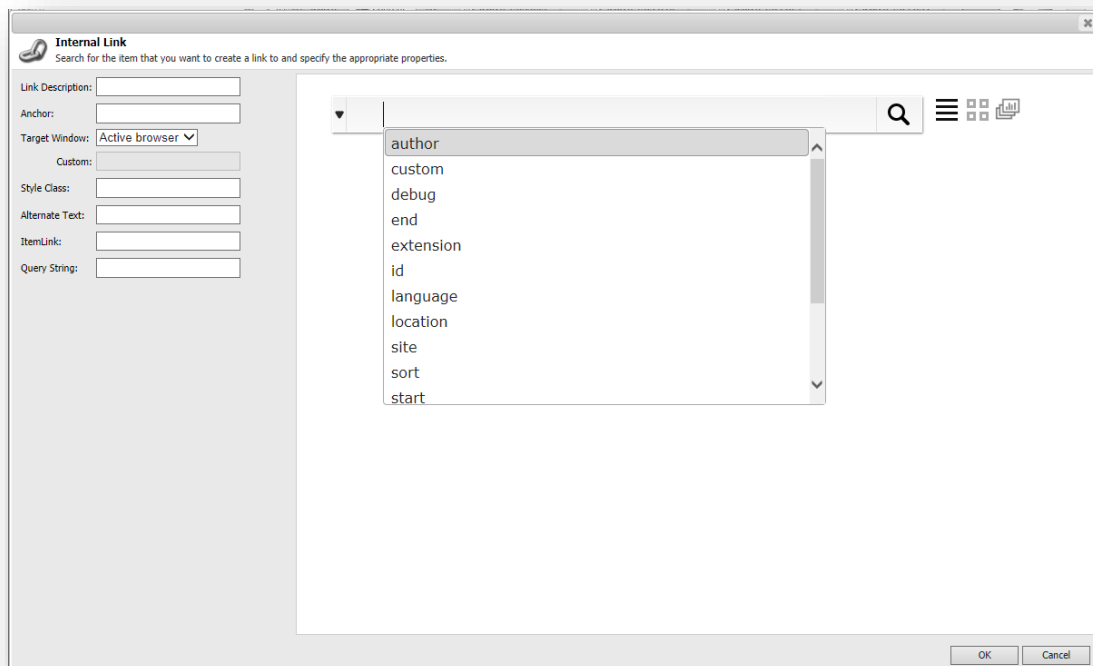 Internal Link
Search for the item that you want to create a link to and specify the appropriate properties.
Link Description:
Anchor:
Target Window: Active browser
Custom:
Style Class:
Alternate Text:
ItemLink:
Query String:
author
custom
debug
end
extension
id
language
location
site
sort
start
OK Cancel